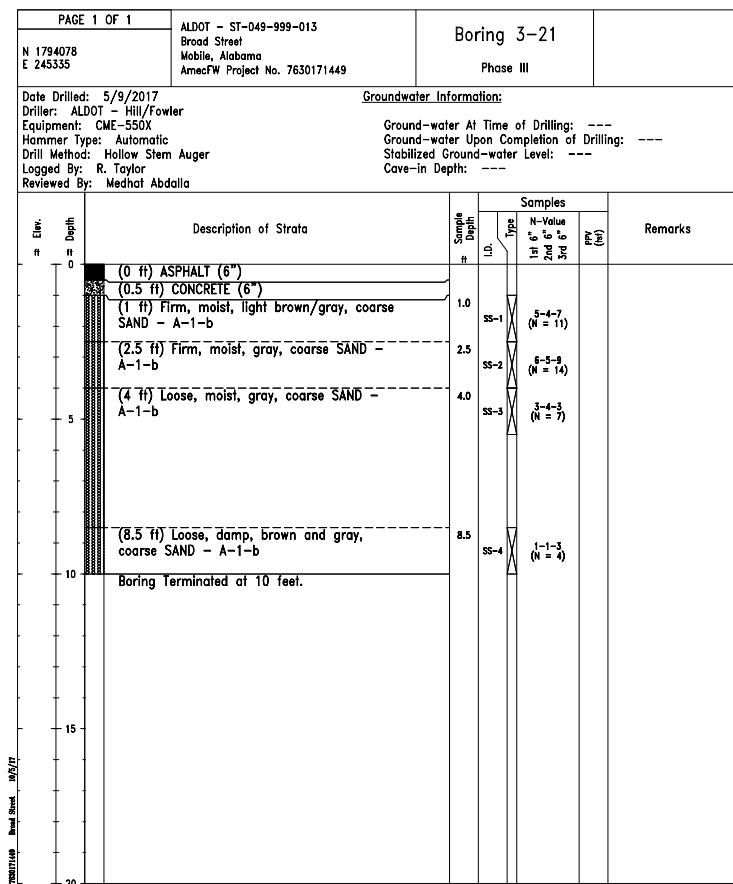 PAGE 1 OF 1
N 1794078
E 245335
ALDOT - ST-049-999-013
Broad Street
Mobile, Alabama
AmecFW Project No. 7630171449
Boring 3-21
Phase III
Date Drilled: 5/9/2017
Driller: ALDOT - Hill/Fowler
Equipment: CME-550X
Hammer Type: Automatic
Drill Method: Hollow Stem Auger
Logged By: R. Taylor
Reviewed By: Medhat Abdalla
Groundwater Information:
Ground-water At Time of Drilling: ---
Ground-water Upon Completion of Drilling: ---
Stabilized Ground-water Level: ---
Cave-in Depth: ---
Elev.
ft
Depth
ft
Description of Strata
Sample
Depth
ft
Samples
I.D.
Type
N-Value
1st 6"
2nd 6"
3rd 6"
PPV
(tsf)
Remarks
0
(0 ft) ASPHALT (6")
(0.5 ft) CONCRETE (6")
(1 ft) Firm, moist, light brown/gray, coarse
SAND - A-1-b
1.0
SS-1
5-4-7
(N = 11)
(2.5 ft) Firm, moist, gray, coarse SAND -
A-1-b
2.5
SS-2
6-5-9
(N = 14)
(4 ft) Loose, moist, gray, coarse SAND -
A-1-b
4.0
SS-3
3-4-3
(N = 7)
5
(8.5 ft) Loose, damp, brown and gray,
coarse SAND - A-1-b
8.5
SS-4
1-1-3
(N = 4)
10
Boring Terminated at 10 feet.
15
20
7630171449 Broad Street 10/5/17